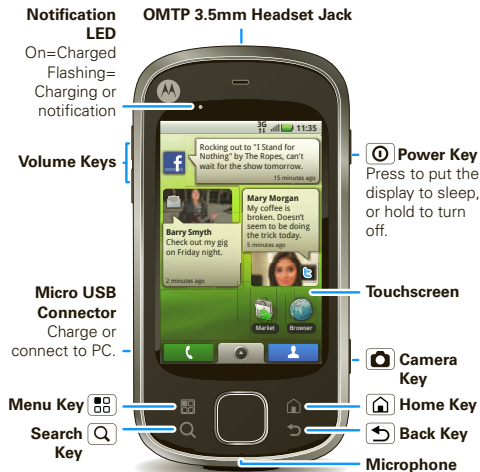 Notification
LED
On=Charged
Flashing=
Charging or
notification
OMTP 3.5mm Headset Jack
3G
11:35
Rocking out to "I Stand for
Nothing" by The Ropes, can't
wait for the show tomorrow.
15 minutes ago
Volume Keys
Power Key
Press to put the
display to sleep,
or hold to turn
off.
Mary Morgan
My coffee is
broken. Doesn't
seem to be doing
the trick today.
5 minutes ago
Barry Smyth
Check out my gig
on Friday night.
2 minutes ago
Micro USB
Connector
Charge or
connect to PC.
Touchscreen
Market
Browser
Camera
Key
Menu Key
Home Key
Search
Key
Back Key
Microphone